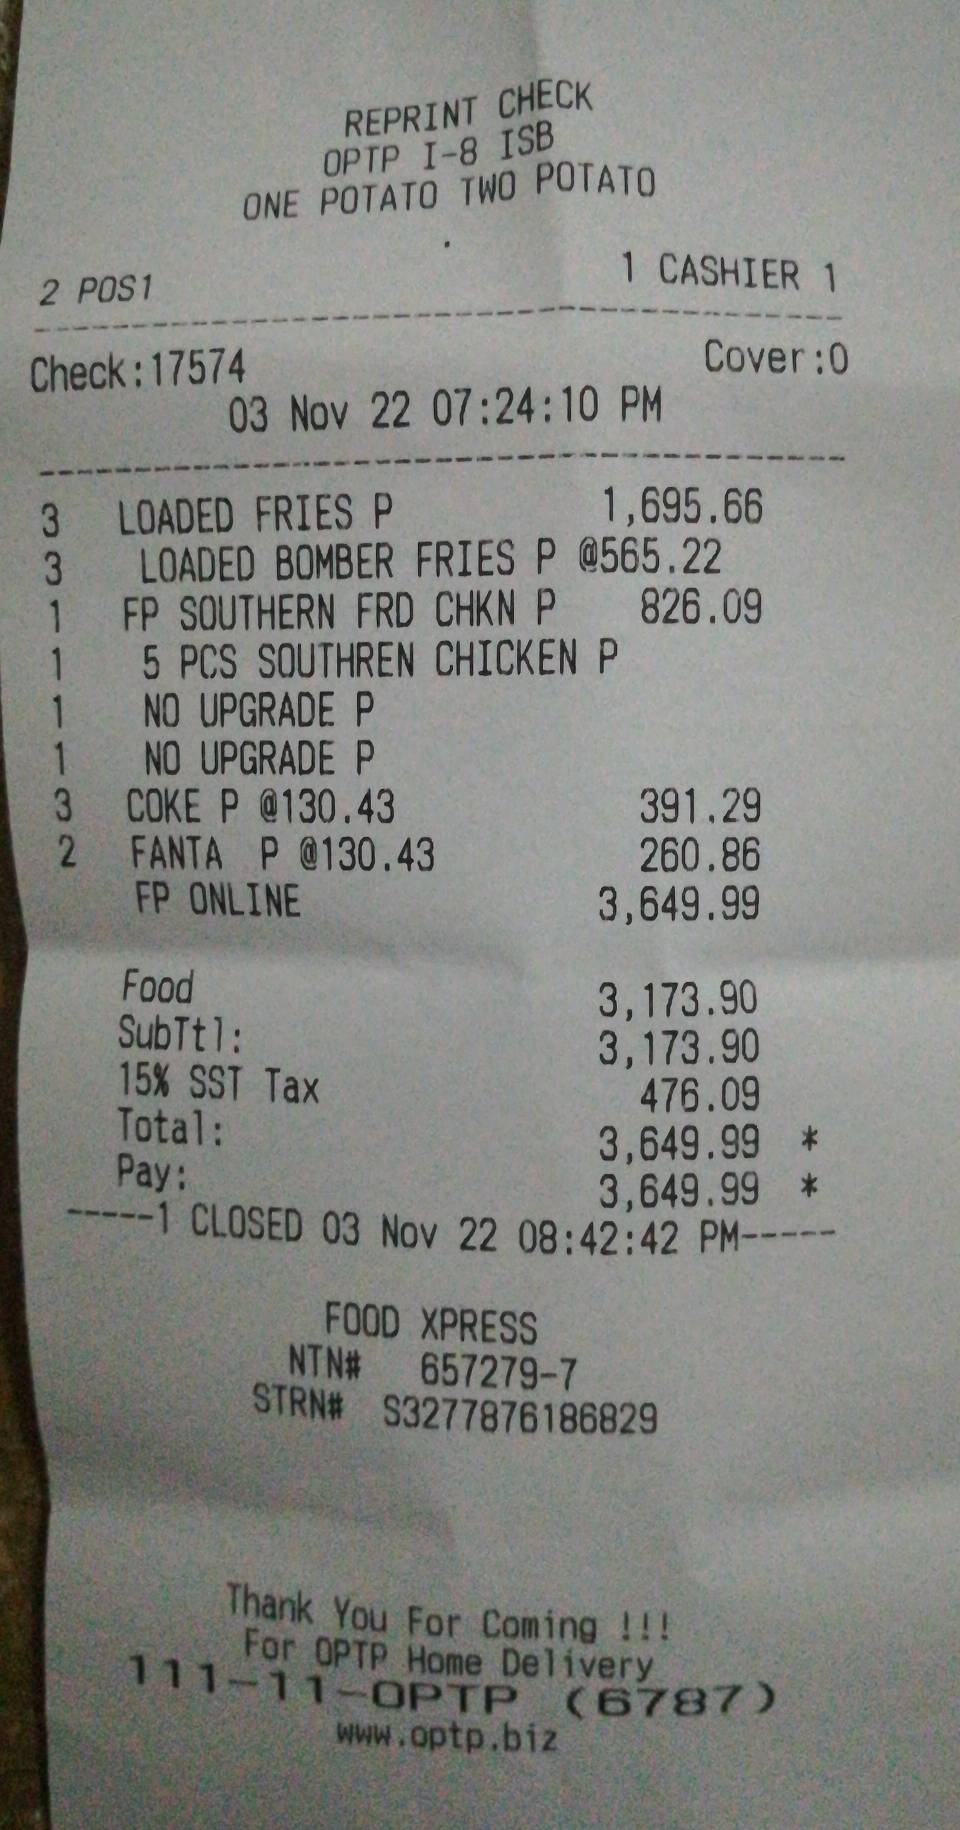 REPRINT CHECK
OPTP I-8 ISB
ONE POTATO TWO POTATO
.
2 POS1 1 CASHIER 1
Check:17574 Cover:0
03 Nov 22 07:24:10 PM
3 LOADED FRIES P 1,695.66
3 LOADED BOMBER FRIES P @565.22
1 FP SOUTHERN FRD CHKN P 826.09
1 5 PCS SOUTHREN CHICKEN P
1 NO UPGRADE P
1 NO UPGRADE P
3 COKE P @130.43 391.29
2 FANTA P @130.43 260.86
FP ONLINE 3,649.99
Food 3,173.90
SubTtl: 3,173.90
15% SST Tax 476.09
Total: 3,649.99 *
Pay: 3,649.99 *
-----1 CLOSED 03 Nov 22 08:42:42 PM-----
FOOD XPRESS
NTN# 657279-7
STRN# S3277876186829
Thank You For Coming !!!
For OPTP Home Delivery
111-11-OPTP (6787)
www.optp.biz